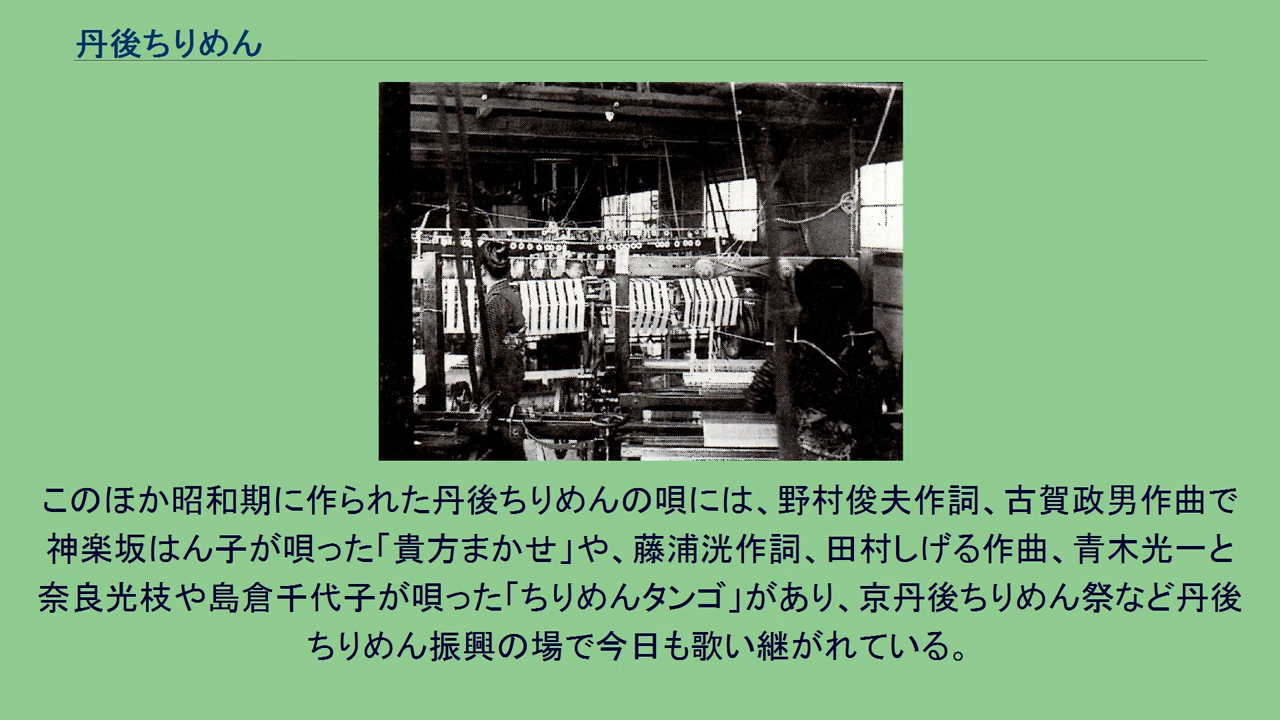 丹後ちりめん
このほか昭和期に作られた丹後ちりめんの唄には、野村俊夫作詞、古賀政男作曲で
神楽坂はん子が唄った「貴方まかせ」や、藤浦洸作詞、田村しげる作曲、青木光一と
奈良光枝や島倉千代子が唄った「ちりめんタンゴ」があり、京丹後ちりめん祭など丹後
ちりめん振興の場で今日も歌い継がれている。